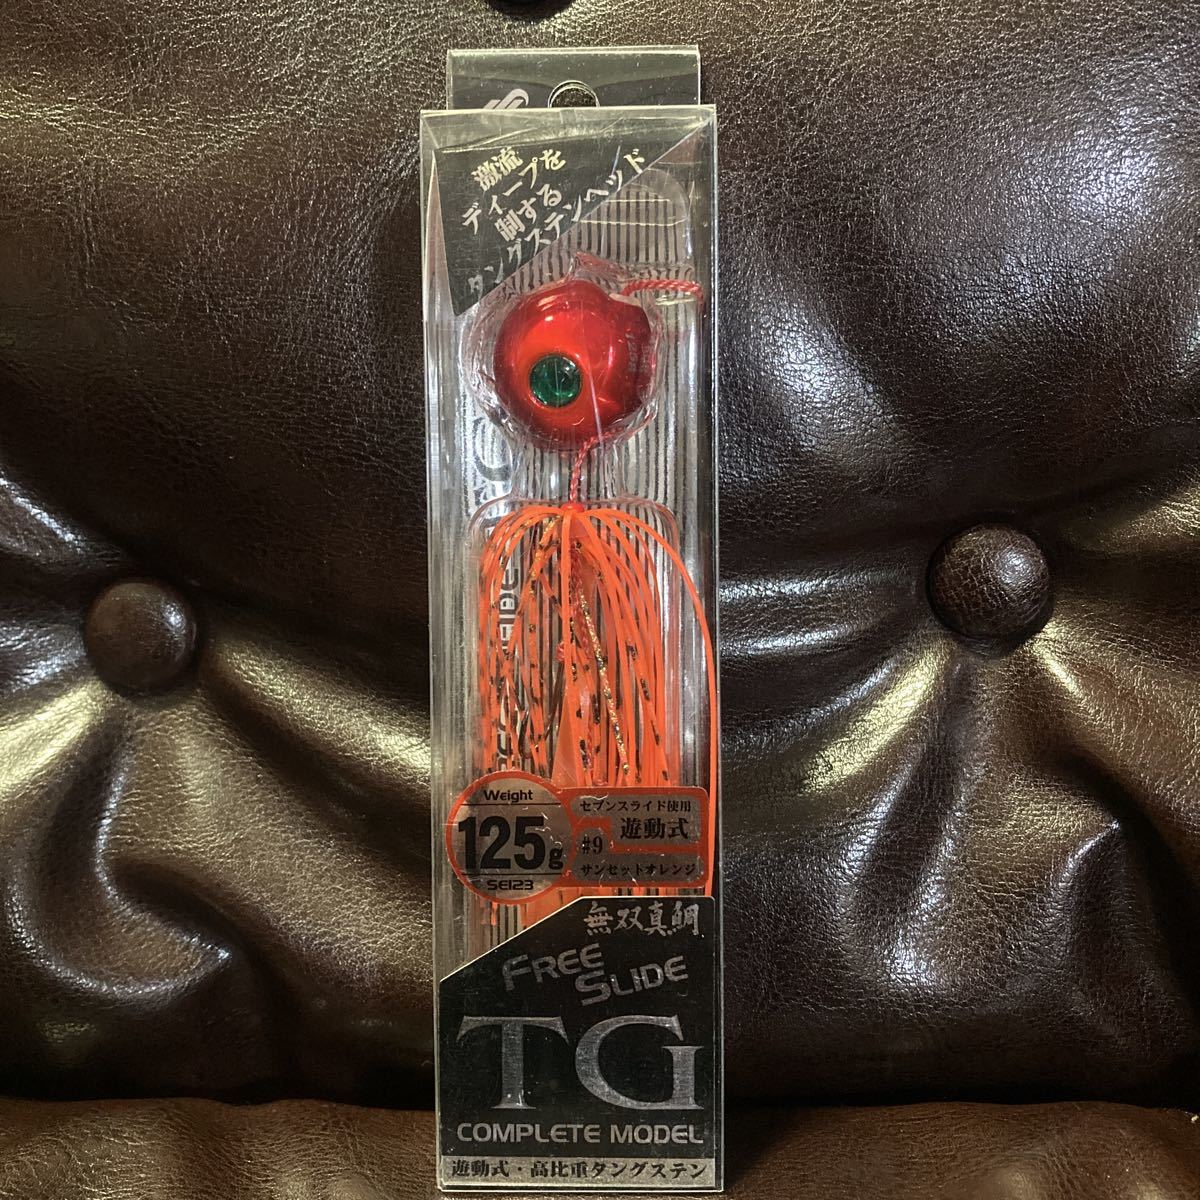 激流
ディープを
制する
タングステンヘッド
Weight
125g
SE123
セブンスライド使用
遊動式
#9
サンセットオレンジ
無双真鯛
FREE
SLIDE
TG
COMPLETE MODEL
遊動式・高比重タングステン